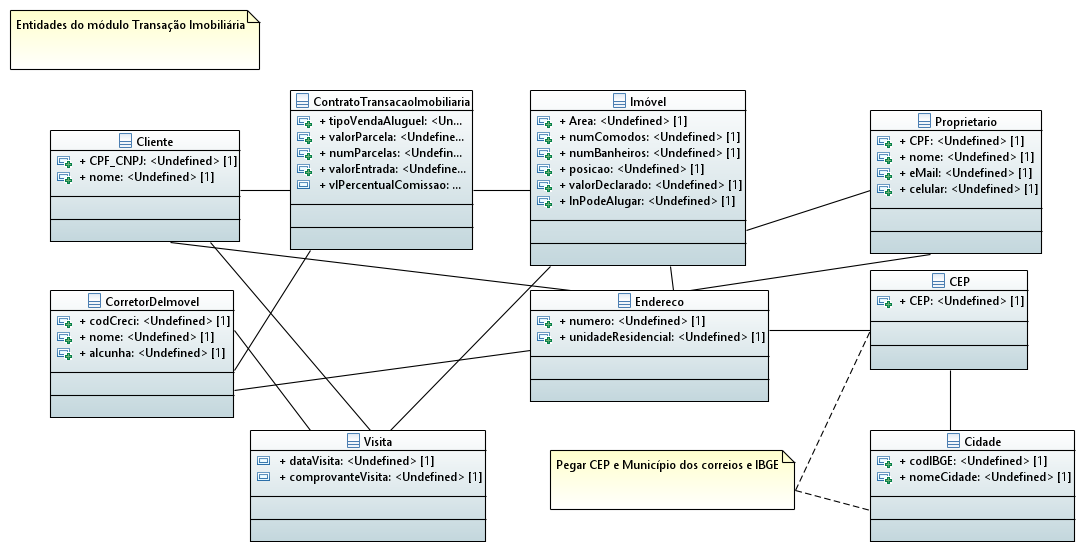 Entidades do módulo Transação Imobiliária
ContratoTransacaoImobiliaria
+ tipoVendaAluguel: <Un...
+ valorParcela: <Undefine...
+ numParcelas: <Undefin...
+ valorEntrada: <Undefine...
+ vlPercentualComissao: ...
Imóvel
+ Area: <Undefined> [1]
+ numComodos: <Undefined> [1]
+ numBanheiros: <Undefined> [1]
+ posicao: <Undefined> [1]
+ valorDeclarado: <Undefined> [1]
+ InPodeAlugar: <Undefined> [1]
Proprietario
+ CPF: <Undefined> [1]
+ nome: <Undefined> [1]
+ eMail: <Undefined> [1]
+ celular: <Undefined> [1]
Cliente
+ CPF_CNPJ: <Undefined> [1]
+ nome: <Undefined> [1]
CorretorDeImovel
+ codCreci: <Undefined> [1]
+ nome: <Undefined> [1]
+ alcunha: <Undefined> [1]
Endereco
+ numero: <Undefined> [1]
+ unidadeResidencial: <Undefined> [1]
CEP
+ CEP: <Undefined> [1]
Visita
+ dataVisita: <Undefined> [1]
+ comprovanteVisita: <Undefined> [1]
Pegar CEP e Município dos correios e IBGE
Cidade
+ codIBGE: <Undefined> [1]
+ nomeCidade: <Undefined> [1]